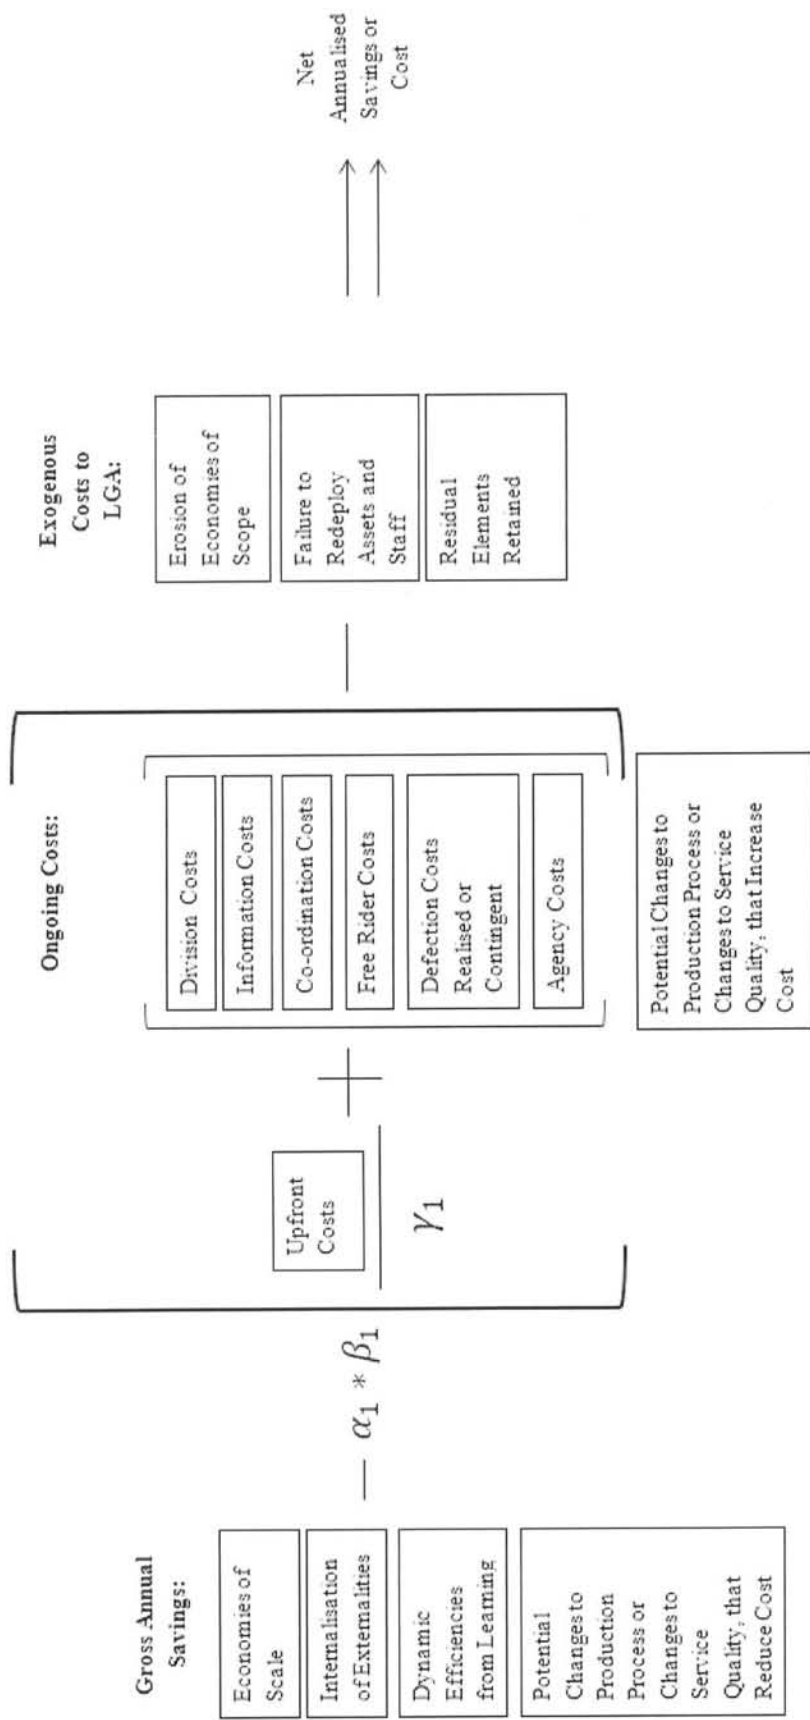 Gross Annual
Savings:
Economies of
Scale
Internalisation
of Externalities
Dynamic
Efficiencies
from Learning
Potential
Changes to
Production
Process or
Changes to
Service
Quality, that
Reduce Cost
— α₁ * β₁
Upfront
Costs
γ₁
+
Ongoing Costs:
Division Costs
Information Costs
Co-ordination Costs
Free Rider Costs
Defection Costs
Realised or
Contingent
Agency Costs
Potential Changes to
Production Process or
Changes to Service
Quality, that Increase
Cost
—
Exogenous
Costs to
LGA:
Erosion of
Economies of
Scope
Failure to
Redeploy
Assets and
Staff
Residual
Elements
Retained
Net
Annualised
Savings or
Cost